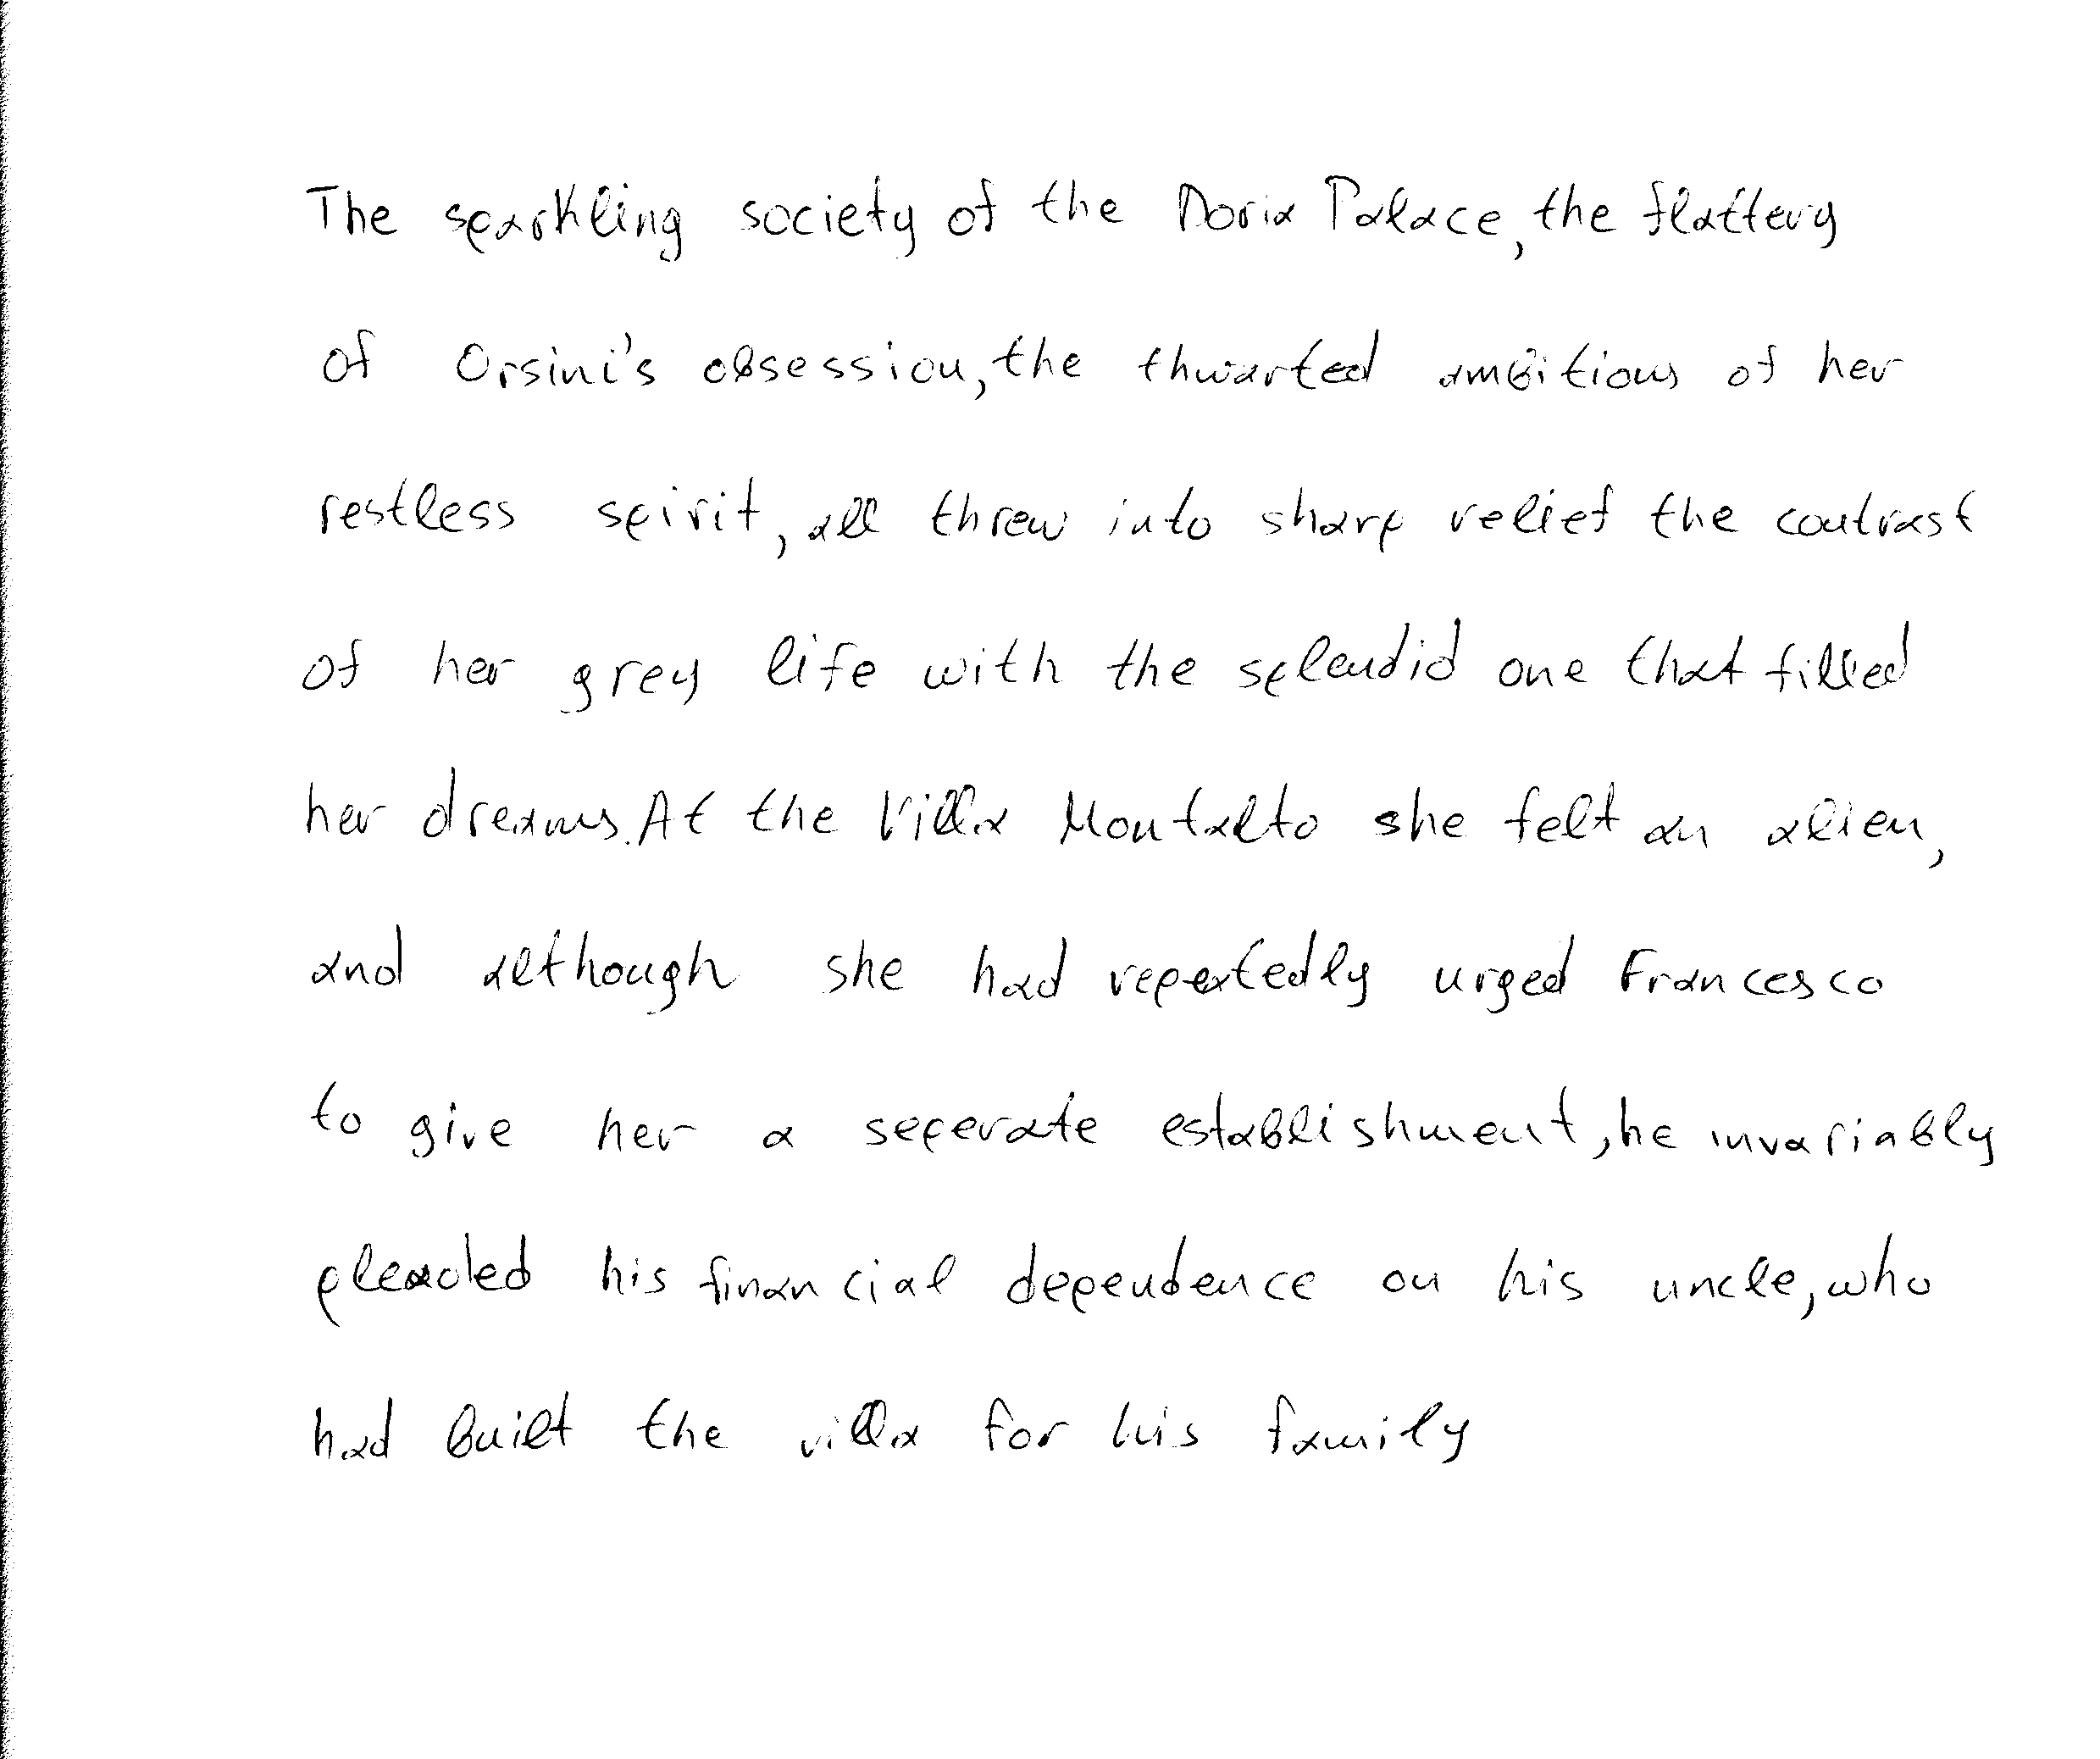 The sparkling society of the Doria Palace, the flattery
of Orsini's obsession, the thwarted ambitions of her
restless spirit, all threw into sharp relief the contrast
of her grey life with the splendid one that filled
her dreams. At the Villa Montalto she felt an alien,
and although she had repeatedly urged Francesco
to give her a seperate establishment, he invariably
pleaded his financial dependence on his uncle, who
had built the villa for his family